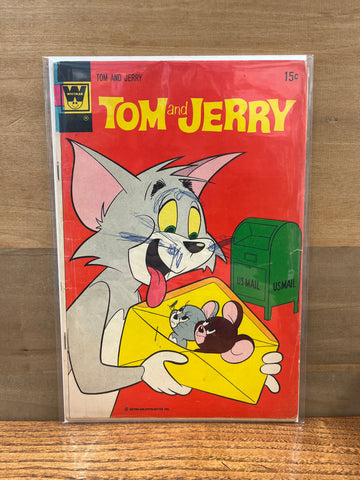 TOM AND JERRY
15¢
WHITMAN
TOM and JERRY
U.S. MAIL
U.S. MAIL